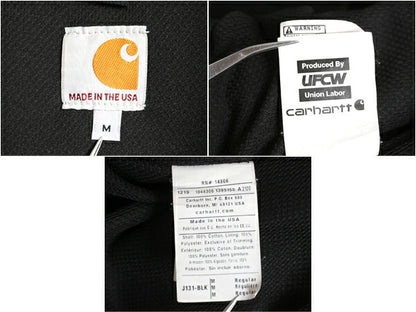 MADE IN THE USA
M
WARNING
Produced By
UFCW
Union Labor
carhartt
RN# 14806
1219
Carhartt Inc. P.O. Box 600
Dearborn, MI 48121 USA
carhartt.com
Made in the USA
Shell: 100% Cotton, Lining: 100%
Polyester. Exclusive of Trimming.
Extérieur: 100% Coton. Doublure:
J131-BLK
M Regular
M
M Regular